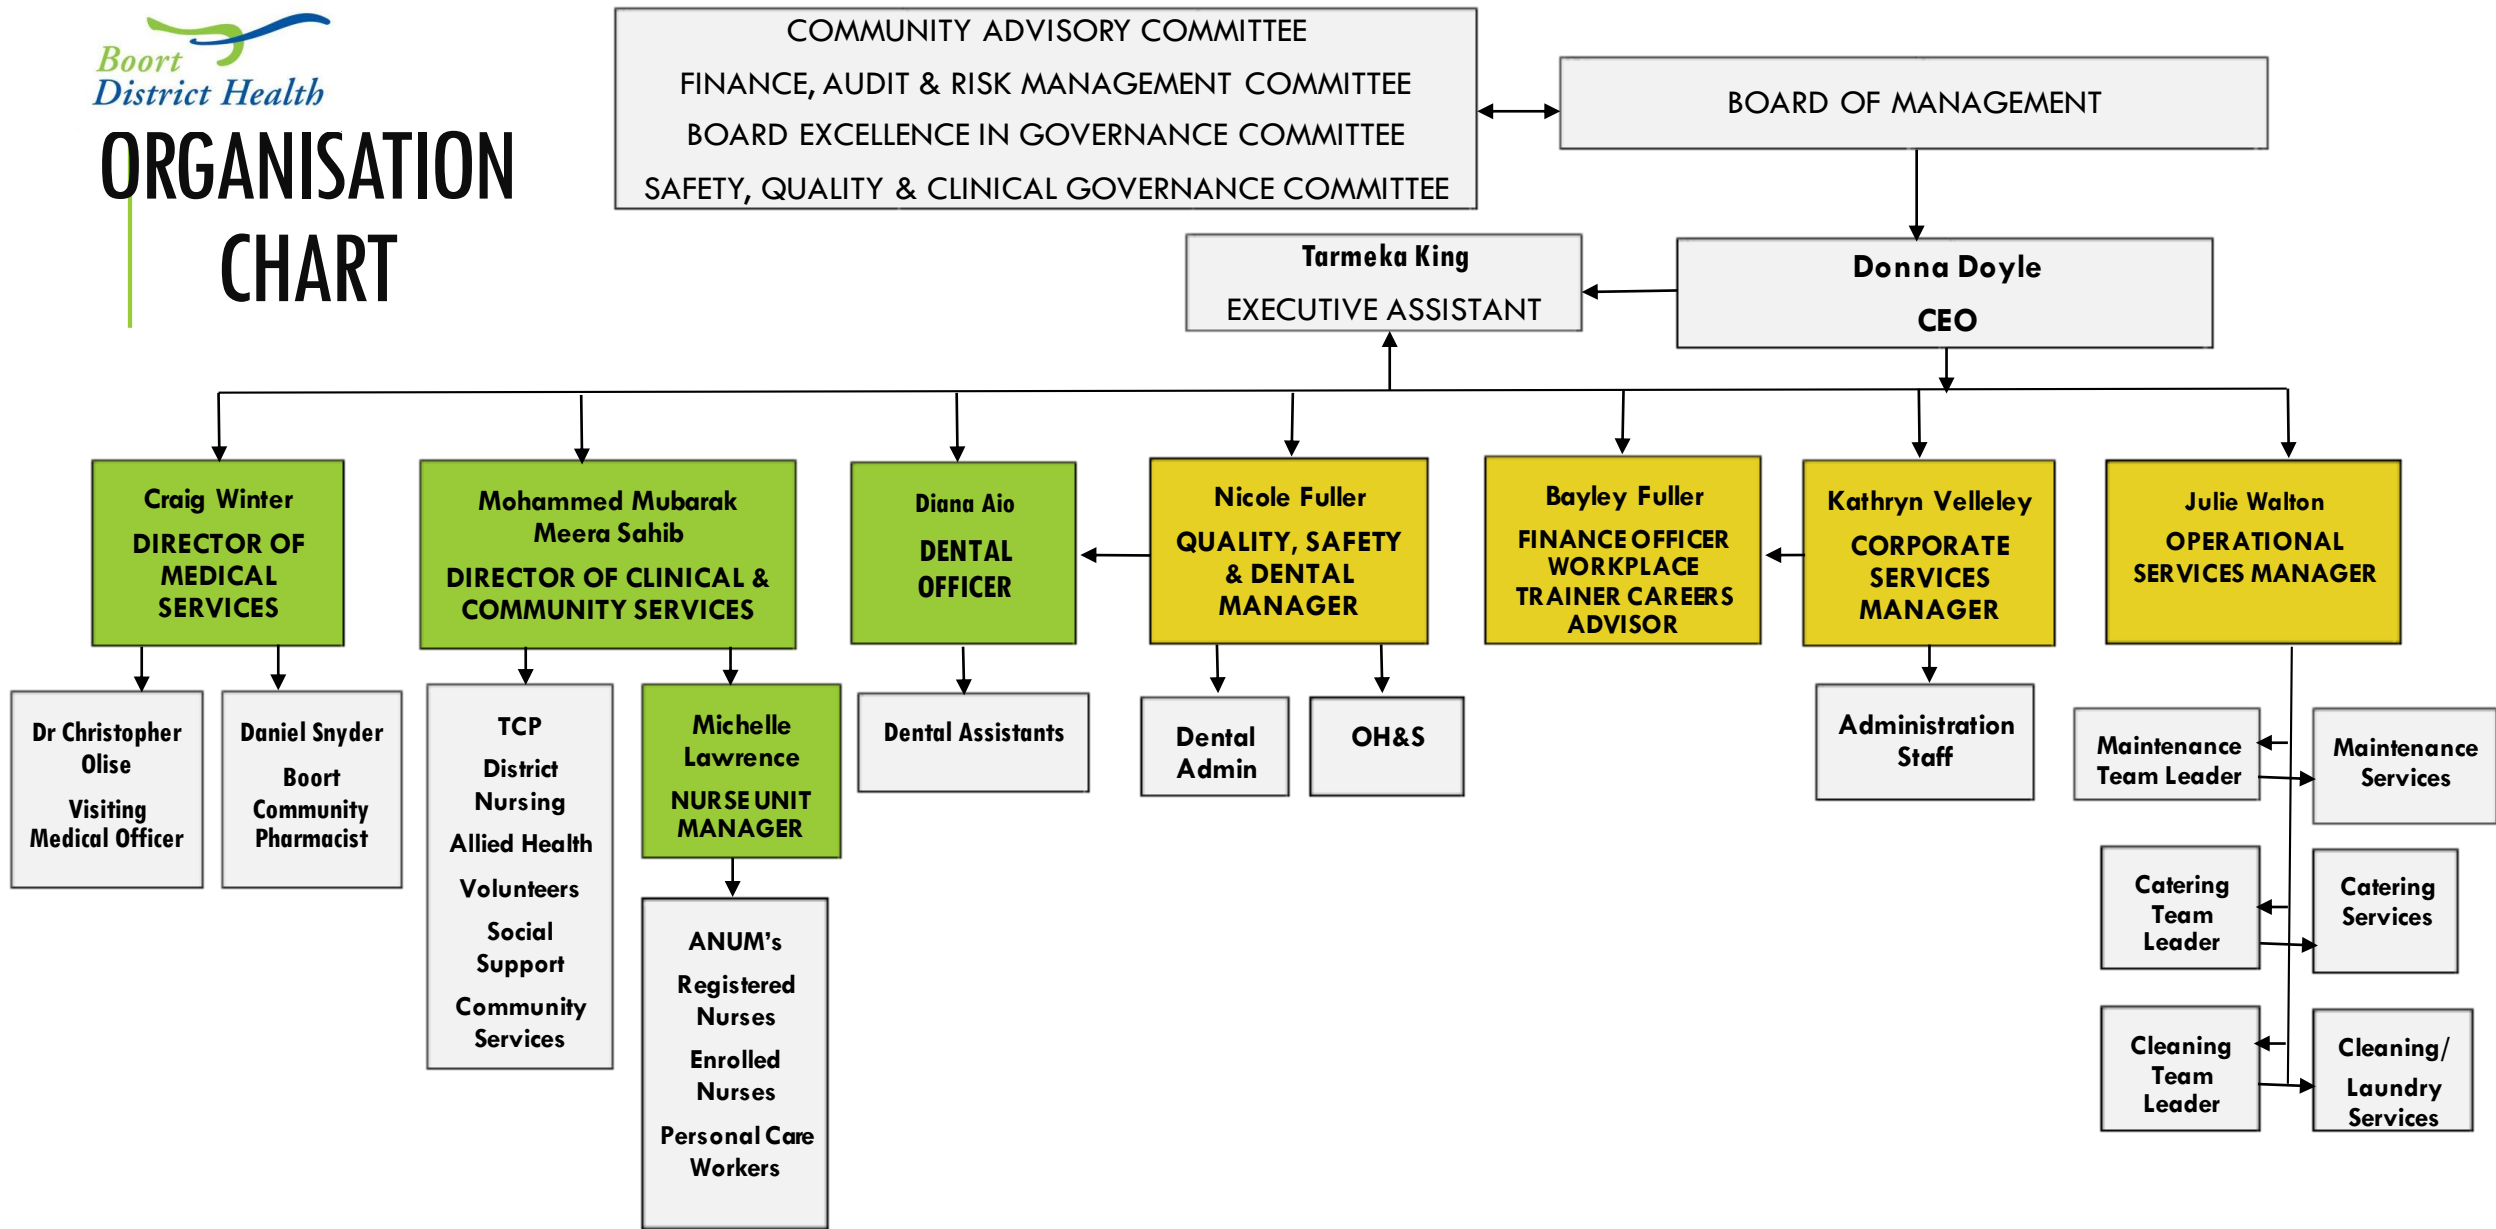 Boort
District Health
ORGANISATION
CHART
COMMUNITY ADVISORY COMMITTEE
FINANCE, AUDIT & RISK MANAGEMENT COMMITTEE
BOARD EXCELLENCE IN GOVERNANCE COMMITTEE
SAFETY, QUALITY & CLINICAL GOVERNANCE COMMITTEE
BOARD OF MANAGEMENT
Tarmeka King
EXECUTIVE ASSISTANT
Donna Doyle
CEO
Craig Winter
DIRECTOR OF
MEDICAL
SERVICES
Mohammed Mubarak
Meera Sahib
DIRECTOR OF CLINICAL &
COMMUNITY SERVICES
Diana Aio
DENTAL
OFFICER
Nicole Fuller
QUALITY, SAFETY
& DENTAL
MANAGER
Bayley Fuller
FINANCE OFFICER
WORKPLACE
TRAINER CAREERS
ADVISOR
Kathryn Velleley
CORPORATE
SERVICES
MANAGER
Julie Walton
OPERATIONAL
SERVICES MANAGER
Dr Christopher
Olise
Visiting
Medical Officer
Daniel Snyder
Boort
Community
Pharmacist
TCP
District
Nursing
Allied Health
Volunteers
Social
Support
Community
Services
Michelle
Lawrence
NURSE UNIT
MANAGER
ANUM's
Registered
Nurses
Enrolled
Nurses
Personal Care
Workers
Dental Assistants
Dental
Admin
OH&S
Administration
Staff
Maintenance
Team Leader
Maintenance
Services
Catering
Team
Leader
Catering
Services
Cleaning
Team
Leader
Cleaning/
Laundry
Services